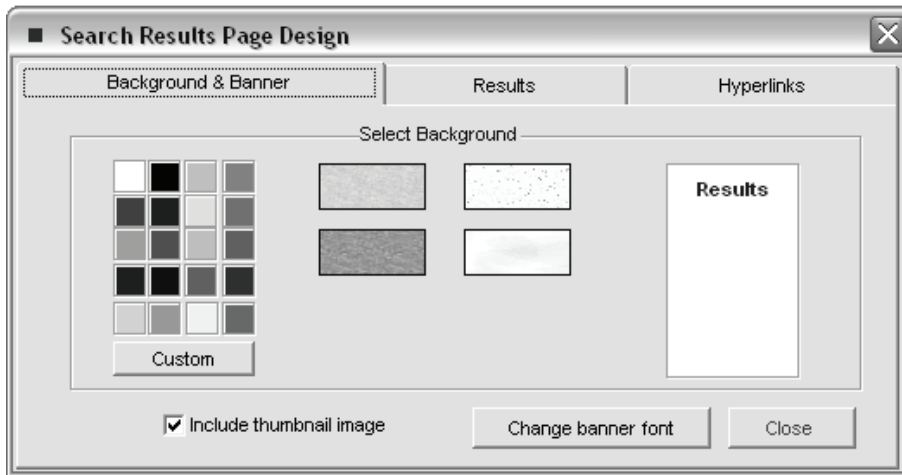 Search Results Page Design
Background & Banner
Results
Hyperlinks
Select Background
Results
Custom
Include thumbnail image
Change banner font
Close